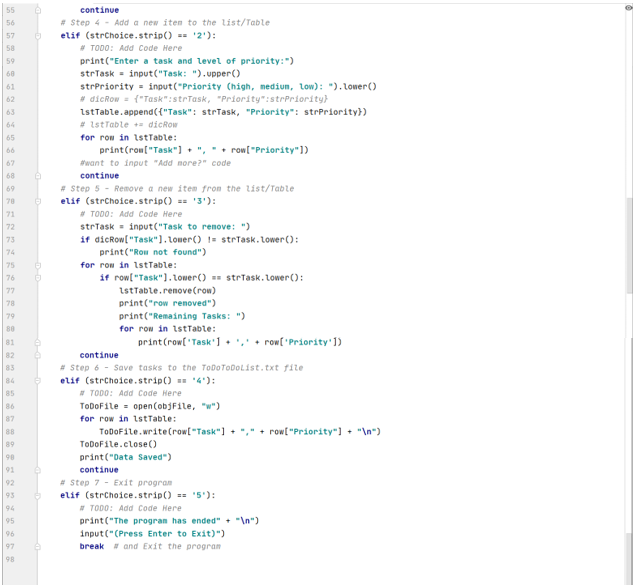 55 continue
56 # Step 4 - Add a new item to the list/Table
57 elif (strChoice.strip() == '2'):
58 # TODO: Add Code Here
59 print("Enter a task and level of priority:")
60 strTask = input("Task: ").upper()
61 strPriority = input("Priority (high, medium, low): ").lower()
62 # dicRow = {"Task":strTask, "Priority":strPriority}
63 lstTable.append({"Task": strTask, "Priority": strPriority})
64 # lstTable += dicRow
65 for row in lstTable:
66 print(row["Task"] + ", " + row["Priority"])
67 #want to input "Add more?" code
68 continue
69 # Step 5 - Remove a new item from the list/Table
70 elif (strChoice.strip() == '3'):
71 # TODO: Add Code Here
72 strTask = input("Task to remove: ")
73 if dicRow["Task"].lower() != strTask.lower():
74 print("Row not found")
75 for row in lstTable:
76 if row["Task"].lower() == strTask.lower():
77 lstTable.remove(row)
78 print("row removed")
79 print("Remaining Tasks: ")
80 for row in lstTable:
81 print(row['Task'] + ',' + row['Priority'])
82 continue
83 # Step 6 - Save tasks to the ToDoToDoList.txt file
84 elif (strChoice.strip() == '4'):
85 # TODO: Add Code Here
86 ToDoFile = open(objFile, "w")
87 for row in lstTable:
88 ToDoFile.write(row["Task"] + "," + row["Priority"] + "\n")
89 ToDoFile.close()
90 print("Data Saved")
91 continue
92 # Step 7 - Exit program
93 elif (strChoice.strip() == '5'):
94 # TODO: Add Code Here
95 print("The program has ended" + "\n")
96 input("(Press Enter to Exit)")
97 break # and Exit the program
98